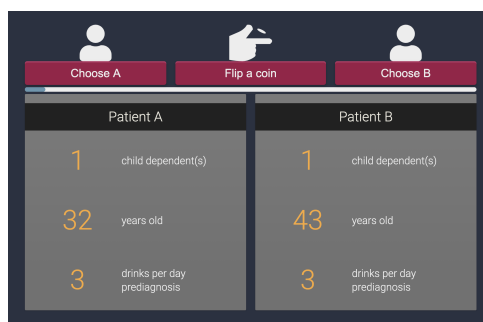 Choose A
Flip a coin
Choose B
Patient A
Patient B
1 child dependent(s)
1 child dependent(s)
32 years old
43 years old
3 drinks per day
prediagnosis
3 drinks per day
prediagnosis